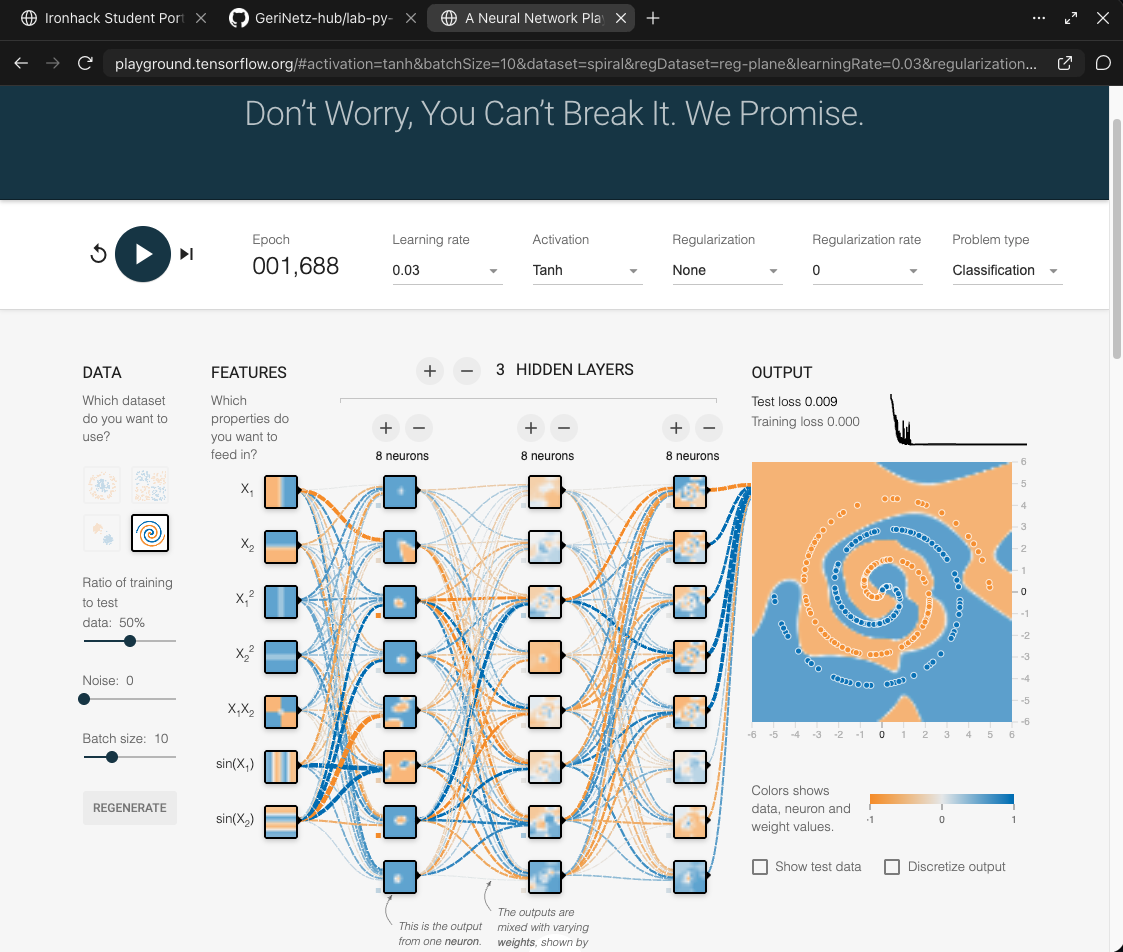 Ironhack Student Port
GeriNetz-hub/lab-py-
A Neural Network Pla
playground.tensorflow.org/#activation=tanh&batchSize=10&dataset=spiral&regDataset=reg-plane&learningRate=0.03&regularization...
Don't Worry, You Can't Break It. We Promise.
Epoch
001,688
Learning rate
0.03
Activation
Tanh
Regularization
None
Regularization rate
0
Problem type
Classification
DATA
Which dataset
do you want to
use?
Ratio of training
to test
data: 50%
Noise: 0
Batch size: 10
REGENERATE
FEATURES
Which
properties do
you want to
feed in?
X₁
X₂
X₁²
X₂²
X₁X₂
sin(X₁)
sin(X₂)
+ − 3 HIDDEN LAYERS
+ − + − + −
8 neurons 8 neurons 8 neurons
This is the output
from one neuron.
The outputs are
mixed with varying
weights, shown by
OUTPUT
Test loss 0.009
Training loss 0.000
6
5
4
3
2
1
0
-1
-2
-3
-4
-5
-6
-6 -5 -4 -3 -2 -1 0 1 2 3 4 5 6
Colors shows
data, neuron and
weight values.
-1 0 1
Show test data Discretize output